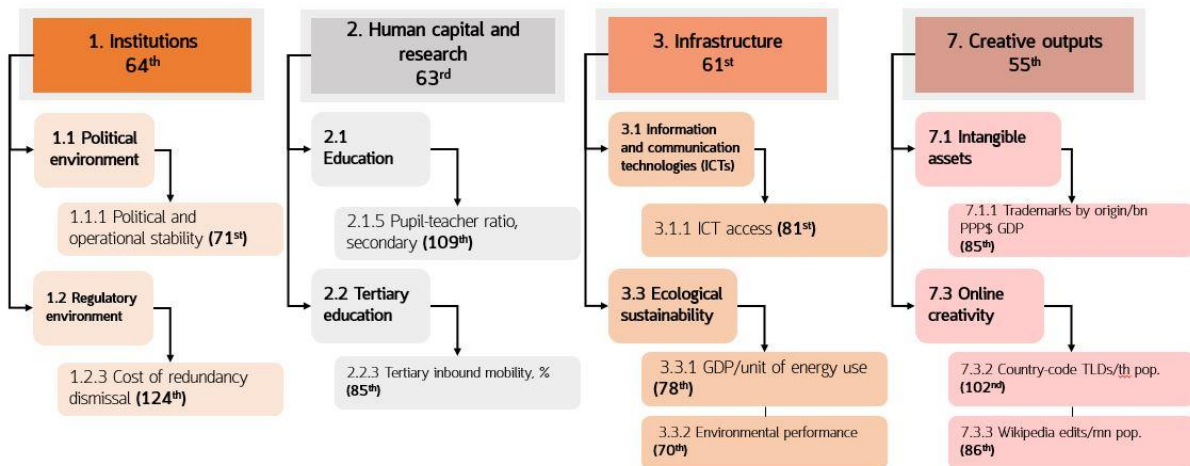 1. Institutions
64th
1.1 Political
environment
1.1.1 Political and
operational stability (71st)
1.2 Regulatory
environment
1.2.3 Cost of redundancy
dismissal (124th)
2. Human capital and
research
63rd
2.1
Education
2.1.5 Pupil-teacher ratio,
secondary (109th)
2.2 Tertiary
education
2.2.3 Tertiary inbound mobility, %
(85th)
3. Infrastructure
61st
3.1 Information
and communication
technologies (ICTs)
3.1.1 ICT access (81st)
3.3 Ecological
sustainability
3.3.1 GDP/unit of energy use
(78th)
3.3.2 Environmental performance
(70th)
7. Creative outputs
55th
7.1 Intangible
assets
7.1.1 Trademarks by origin/bn
PPP$ GDP
(85th)
7.3 Online
creativity
7.3.2 Country-code TLDs/th pop.
(102nd)
7.3.3 Wikipedia edits/mn pop.
(86th)